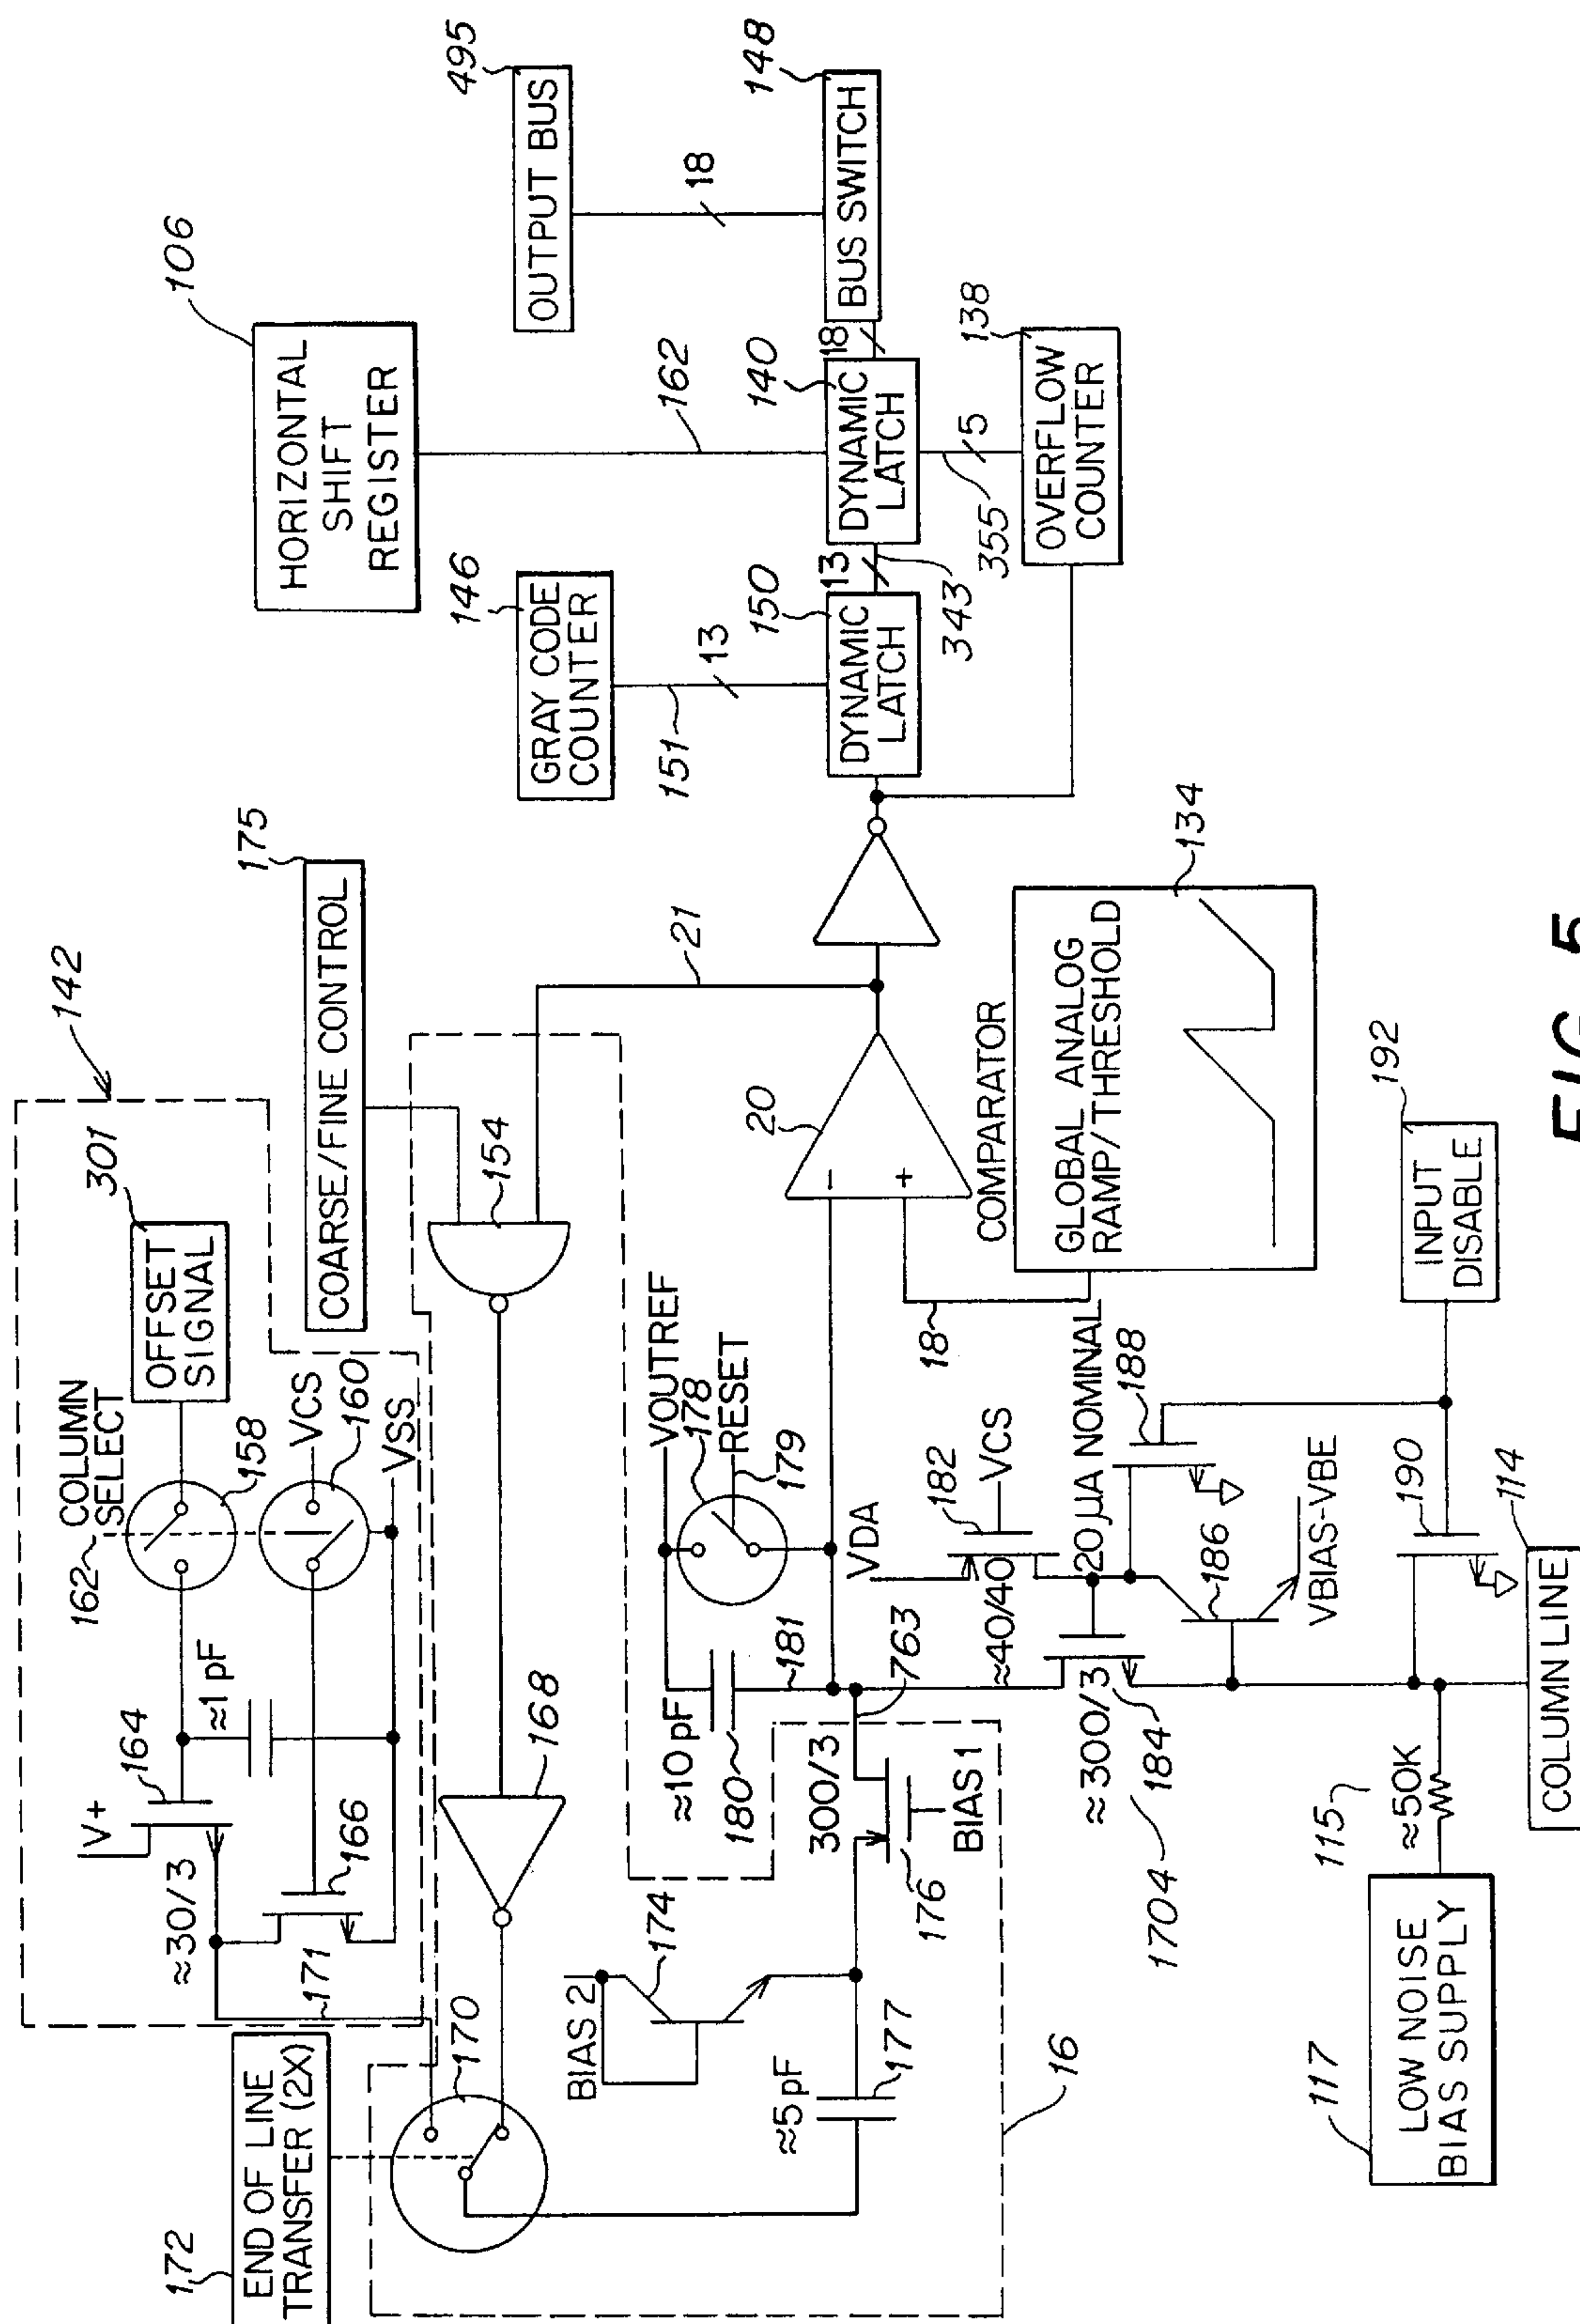 142
COLUMN
SELECT
162
301
OFFSET
SIGNAL
158
VCS
160
VSS
V+
164
≈1 pF
166
≈30/3
171
172
END OF LINE
TRANSFER (2X)
170
168
154
175
COARSE/FINE CONTROL
21
BIAS 2
174
≈5pF
177
16
176
BIAS 1
300/3
763
≈10 pF
180
181
VOUTREF
178
RESET
179
VDA
182
VCS
≈40/40
20 µA NOMINAL
≈300/3
184
1704
186
VBIAS-VBE
188
190
192
INPUT
DISABLE
114
COLUMN LINE
115
≈50K
117
LOW NOISE
BIAS SUPPLY
20
−
+
COMPARATOR
18
GLOBAL ANALOG
RAMP/THRESHOLD
134
146
GRAY CODE
COUNTER
151
13
150
DYNAMIC
LATCH
13
343
106
HORIZONTAL
SHIFT
REGISTER
162
140
DYNAMIC
LATCH
18
355
5
138
OVERFLOW
COUNTER
495
OUTPUT BUS
18
148
BUS SWITCH
FIG. 5